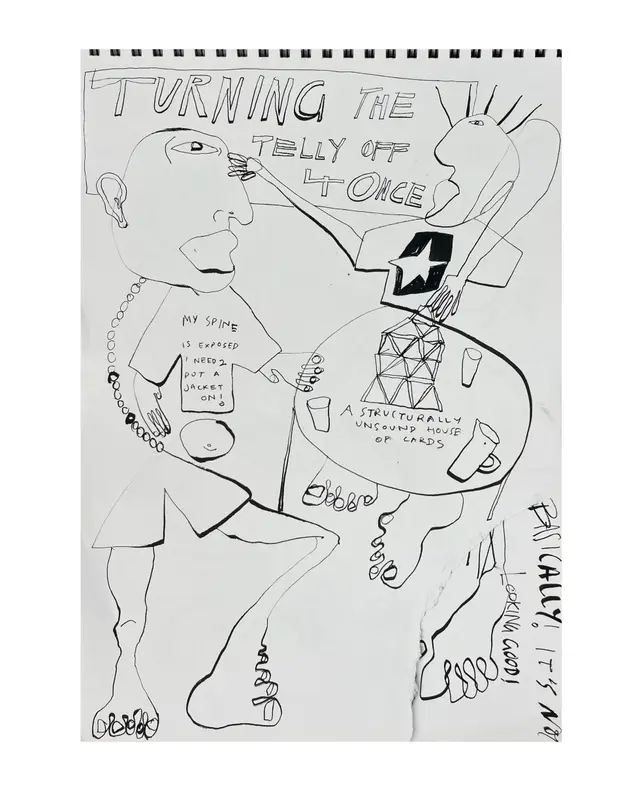 TURNING THE
TELLY OFF
4 ONCE
MY SPINE
IS EXPOSED
I NEED 2
PUT A
JACKET
ON!
A STRUCTURALLY
UNSOUND HOUSE
OF CARDS
BASICALLY! IT'S NOT
LOOKING GOOD!